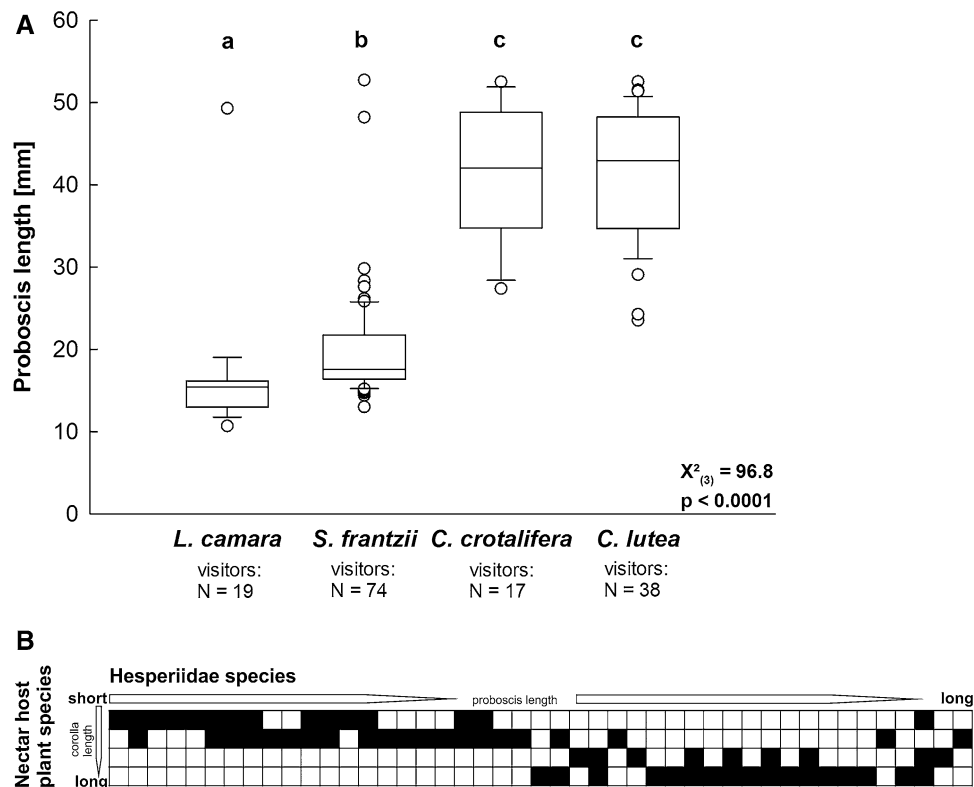 A
60
50
40
30
20
10
0
Proboscis length [mm]
a b c c
X²(3) = 96.8
p < 0.0001
L. camara S. frantzii C. crotalifera C. lutea
visitors: visitors: visitors: visitors:
N = 19 N = 74 N = 17 N = 38
B
Hesperiidae species
short proboscis length long
Nectar host
plant species
corolla
length
long